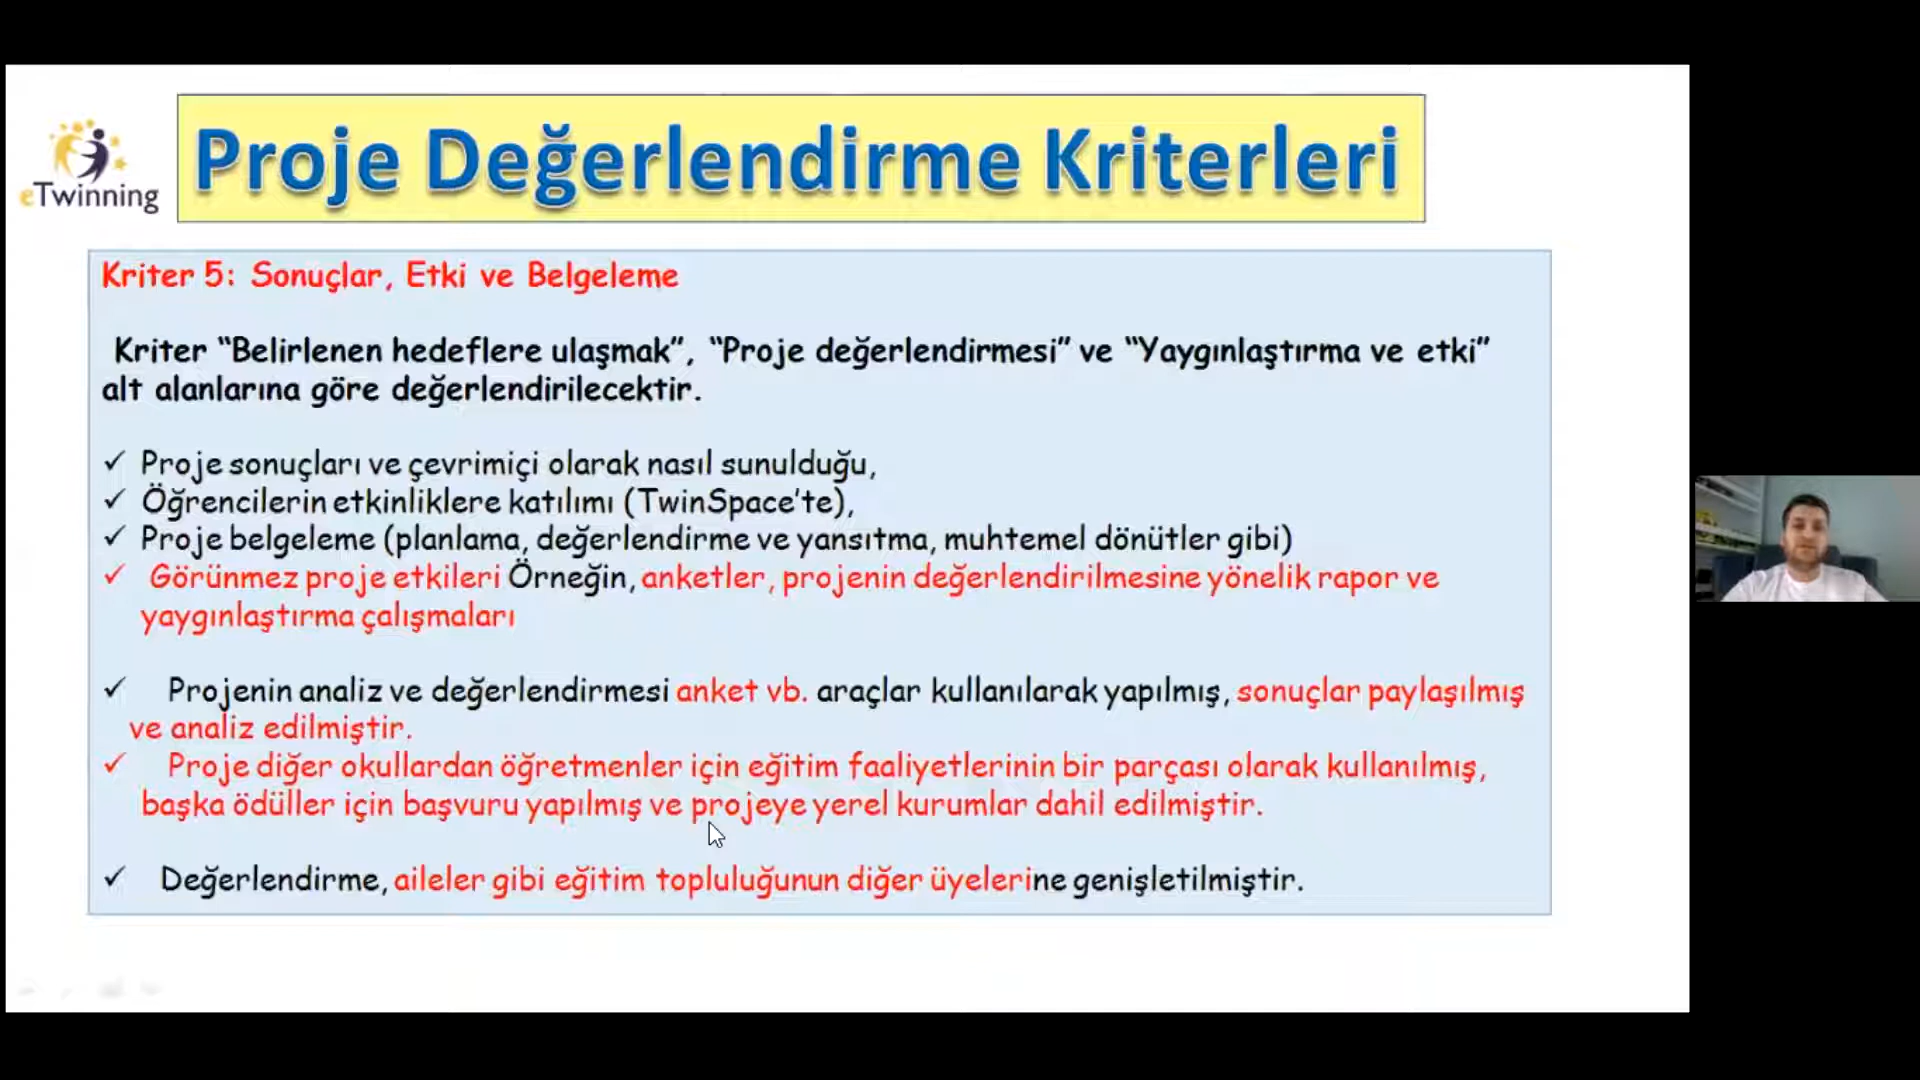 eTwinning
Proje Değerlendirme Kriterleri
Kriter 5: Sonuçlar, Etki ve Belgeleme
Kriter “Belirlenen hedeflere ulaşmak”, “Proje değerlendirmesi” ve “Yaygınlaştırma ve etki”
alt alanlarına göre değerlendirilecektir.
✓ Proje sonuçları ve çevrimiçi olarak nasıl sunulduğu,
✓ Öğrencilerin etkinliklere katılımı (TwinSpace’te),
✓ Proje belgeleme (planlama, değerlendirme ve yansıtma, muhtemel dönütler gibi)
✓ Görünmez proje etkileri Örneğin, anketler, projenin değerlendirilmesine yönelik rapor ve
yaygınlaştırma çalışmaları
✓ Projenin analiz ve değerlendirmesi anket vb. araçlar kullanılarak yapılmış, sonuçlar paylaşılmış
ve analiz edilmiştir.
✓ Proje diğer okullardan öğretmenler için eğitim faaliyetlerinin bir parçası olarak kullanılmış,
başka ödüller için başvuru yapılmış ve projeye yerel kurumlar dahil edilmiştir.
✓ Değerlendirme, aileler gibi eğitim topluluğunun diğer üyelerine genişletilmiştir.